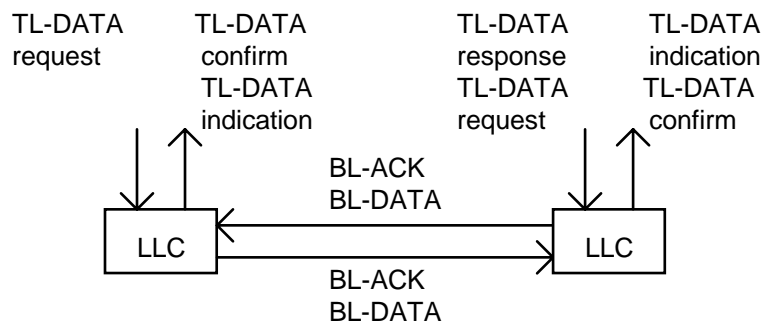 TL-DATA
request
TL-DATA
confirm
TL-DATA
indication
TL-DATA
response
TL-DATA
request
TL-DATA
indication
TL-DATA
confirm
BL-ACK
BL-DATA
LLC
LLC
BL-ACK
BL-DATA